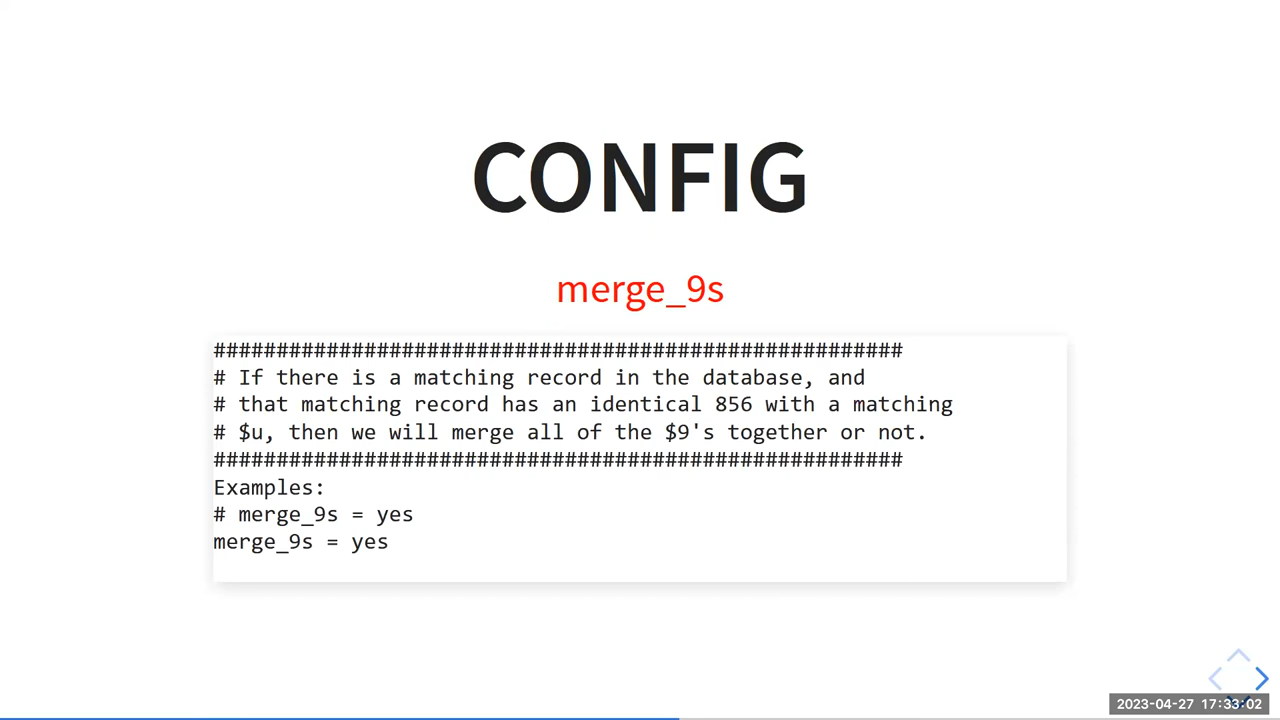 CONFIG
merge_9s
#######################################################
# If there is a matching record in the database, and
# that matching record has an identical 856 with a matching
# $u, then we will merge all of the $9's together or not.
#######################################################
Examples:
# merge_9s = yes
merge_9s = yes
2023-04-27 17:33:02